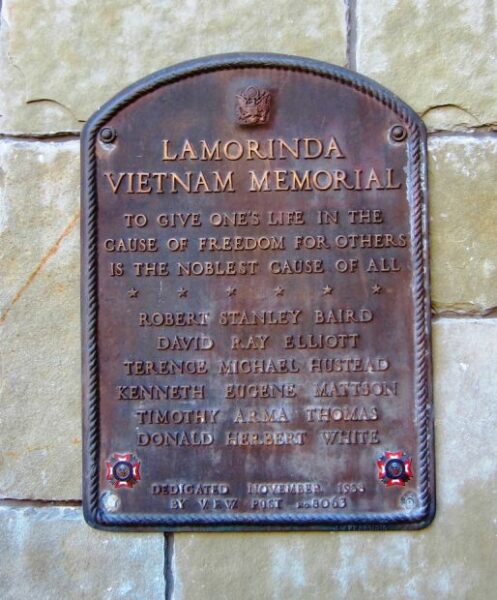 LAMORINDA
VIETNAM MEMORIAL
TO GIVE ONE'S LIFE IN THE
CAUSE OF FREEDOM FOR OTHERS
IS THE NOBLEST CAUSE OF ALL
ROBERT STANLEY BAIRD
DAVID RAY ELLIOTT
TERENCE MICHAEL HUSTEAD
KENNETH EUGENE MATTSON
TIMOTHY ARMA THOMAS
DONALD HERBERT WHITE
DEDICATED NOVEMBER
BY V.F.W. POST No 8063